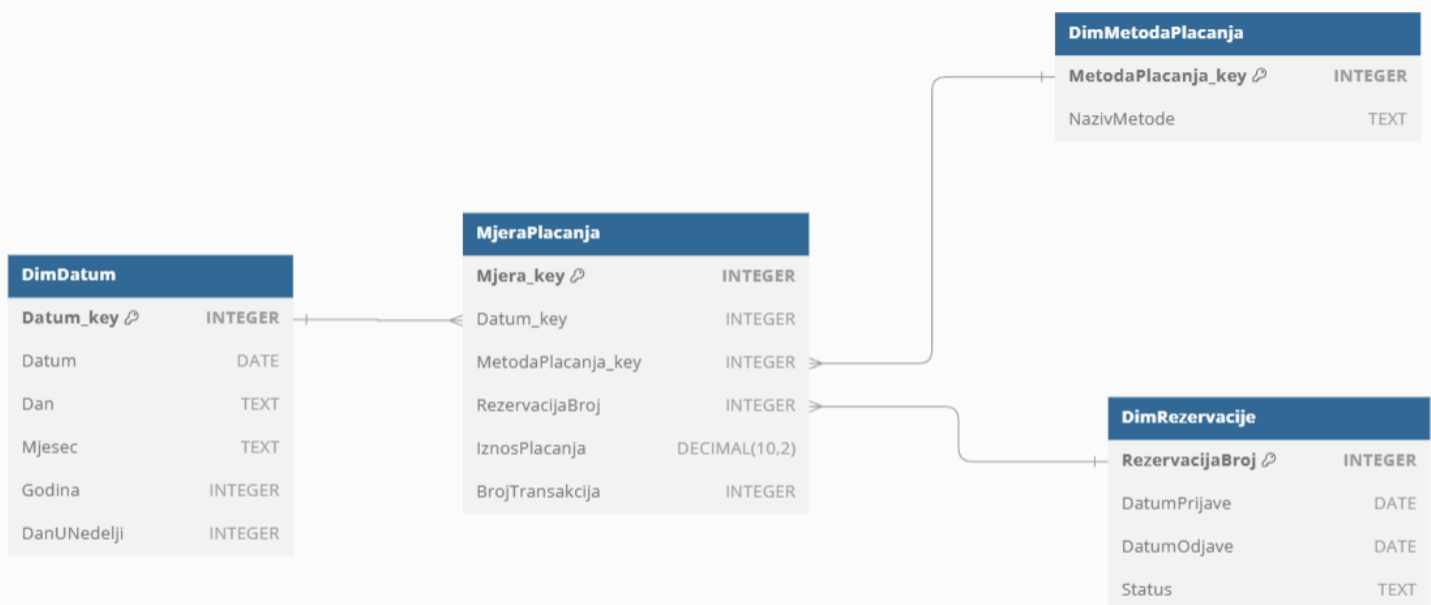 DimMetodaPlacanja
MetodaPlacanja_key INTEGER
NazivMetode TEXT
MjeraPlacanja
Mjera_key INTEGER
Datum_key INTEGER
MetodaPlacanja_key INTEGER
RezervacijaBroj INTEGER
IznosPlacanja DECIMAL(10,2)
BrojTransakcija INTEGER
DimDatum
Datum_key INTEGER
Datum DATE
Dan TEXT
Mjesec TEXT
Godina INTEGER
DanUNedelji INTEGER
DimRezervacije
RezervacijaBroj INTEGER
DatumPrijave DATE
DatumOdjave DATE
Status TEXT